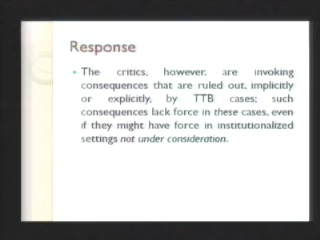 Response
The critics, however, are invoking
consequences that are ruled out, implicitly
or explicitly, by TTB cases; such
consequences lack force in these cases, even
if they might have force in institutionalized
settings not under consideration.